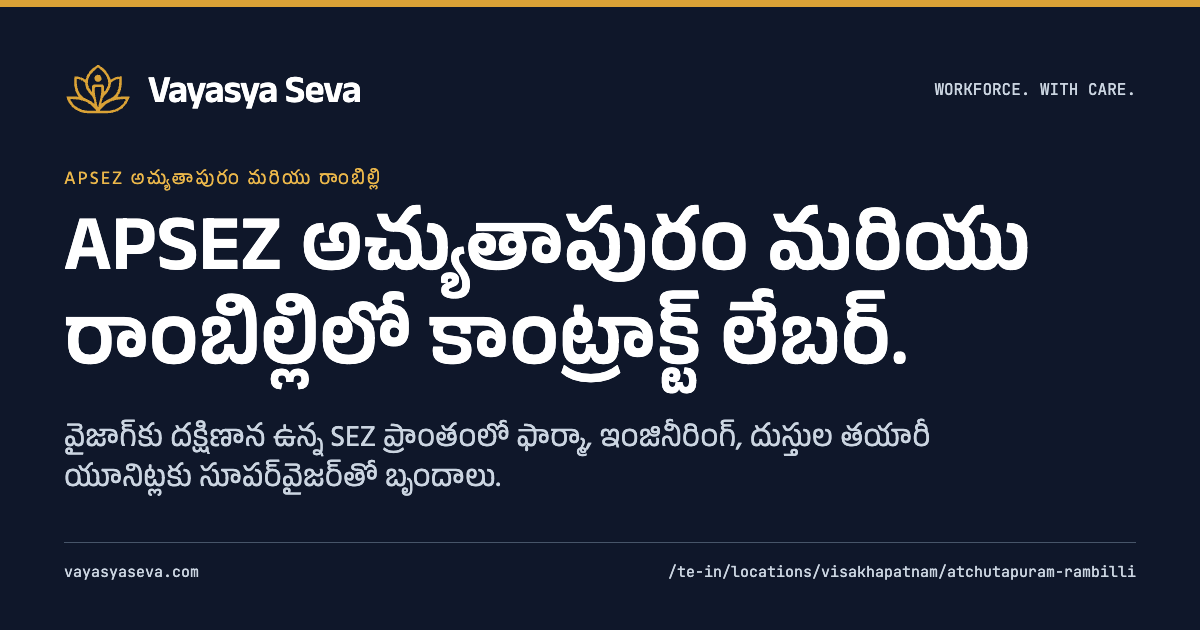 Vayasya Seva
WORKFORCE. WITH CARE.
APSEZ అచ్యుతాపురం మరియు రాంబిల్లి
APSEZ అచ్యుతాపురం మరియు
రాంబిల్లిలో కాంట్రాక్ట్ లేబర్.
వైజాగ్‌కు దక్షిణాన ఉన్న SEZ ప్రాంతంలో ఫార్మా, ఇంజినీరింగ్, దుస్తుల తయారీ
యూనిట్లకు సూపర్‌వైజర్‌తో బృందాలు.
vayasyaseva.com
/te-in/locations/visakhapatnam/atchutapuram-rambilli